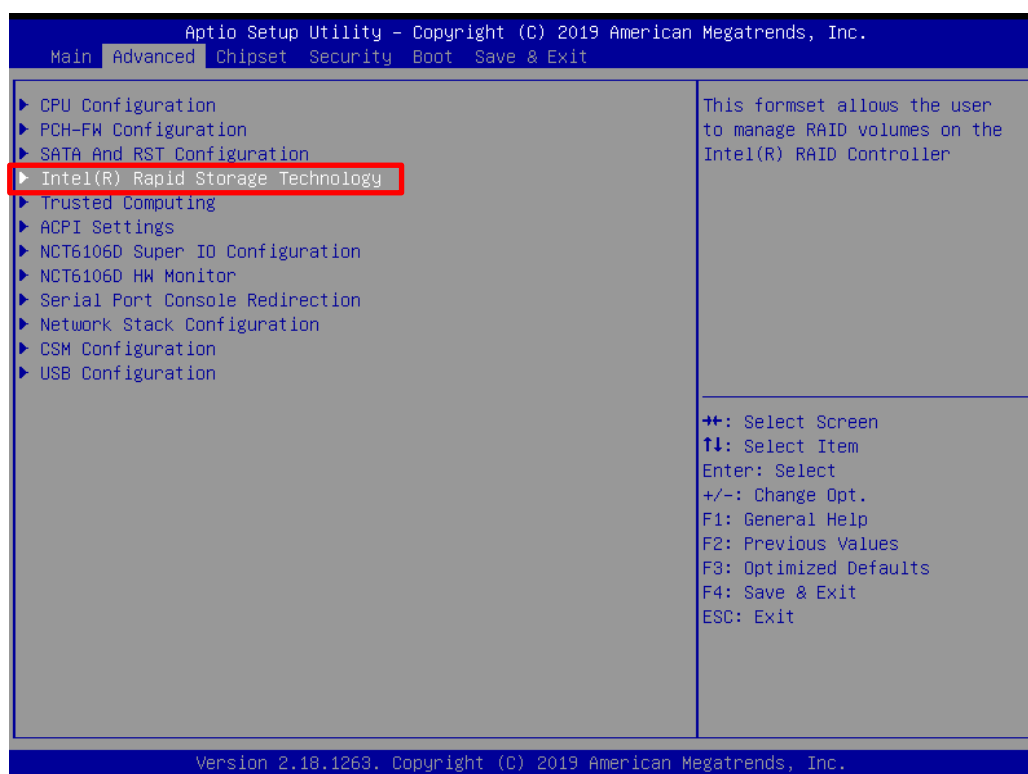 Aptio Setup Utility – Copyright (C) 2019 American Megatrends, Inc.
Main Advanced Chipset Security Boot Save & Exit
▶ CPU Configuration
▶ PCH-FW Configuration
▶ SATA And RST Configuration
▶ Intel(R) Rapid Storage Technology
▶ Trusted Computing
▶ ACPI Settings
▶ NCT6106D Super IO Configuration
▶ NCT6106D HW Monitor
▶ Serial Port Console Redirection
▶ Network Stack Configuration
▶ CSM Configuration
▶ USB Configuration
This formset allows the user
to manage RAID volumes on the
Intel(R) RAID Controller
→←: Select Screen
↑↓: Select Item
Enter: Select
+/-: Change Opt.
F1: General Help
F2: Previous Values
F3: Optimized Defaults
F4: Save & Exit
ESC: Exit
Version 2.18.1263. Copyright (C) 2019 American Megatrends, Inc.